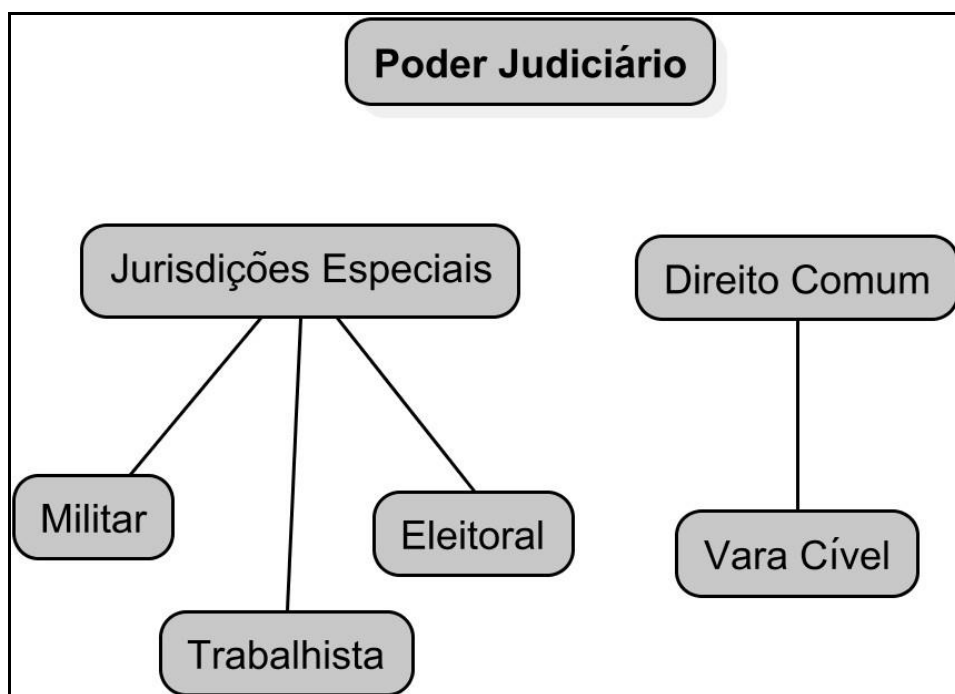 Poder Judiciário
Jurisdições Especiais
Direito Comum
Militar
Eleitoral
Vara Cível
Trabalhista